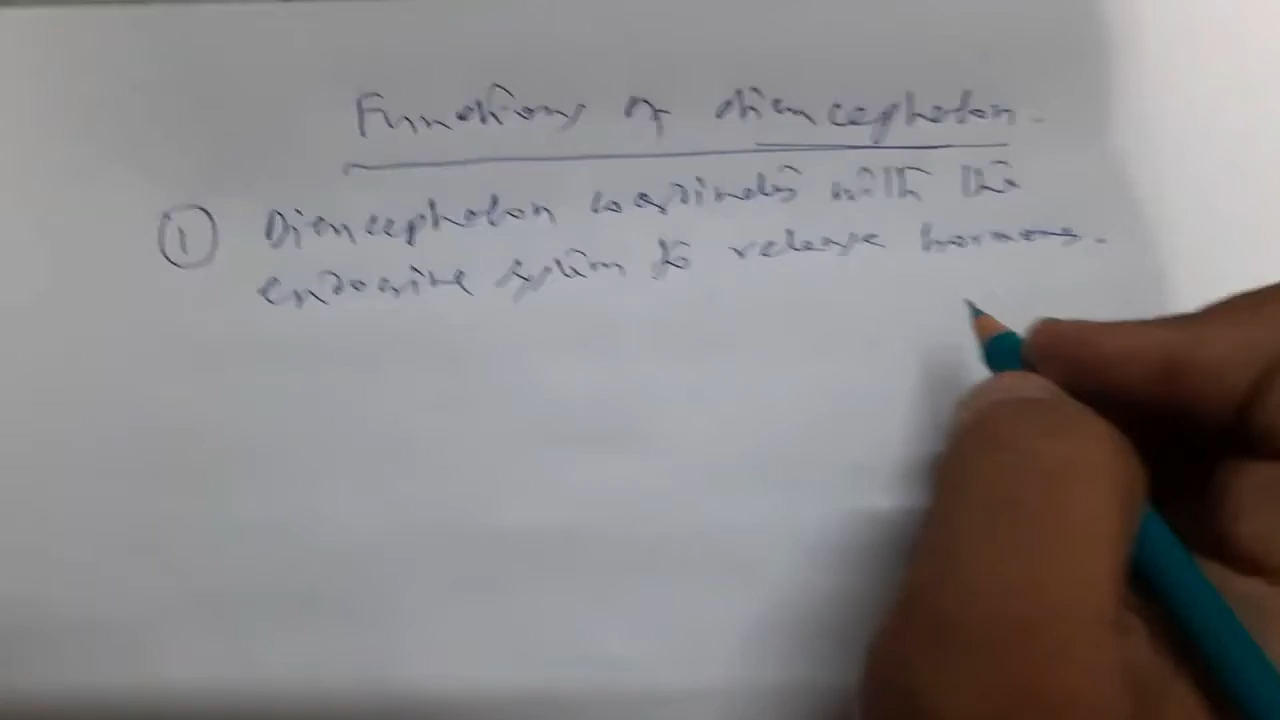 Functions of diencephalon.
① Diencephalon coordinates with the
endocrine system to release hormones.